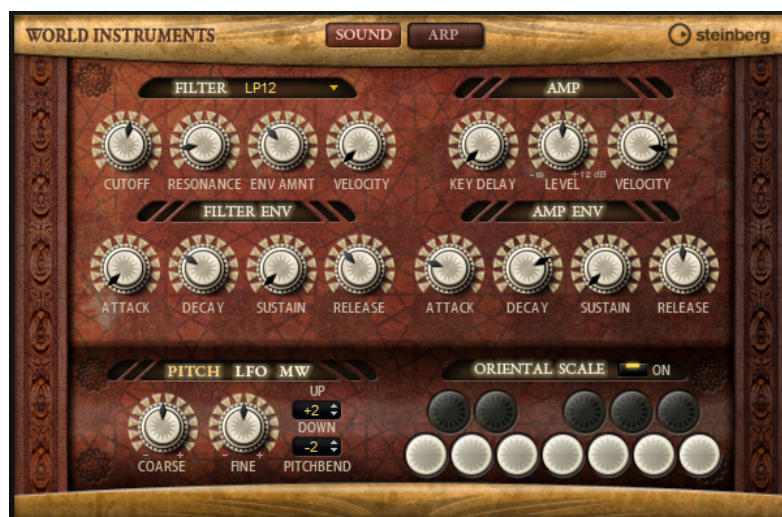 WORLD INSTRUMENTS SOUND ARP steinberg
FILTER LP12 AMP
CUTOFF RESONANCE ENV AMNT VELOCITY KEY DELAY -∞ LEVEL +12 dB VELOCITY
FILTER ENV AMP ENV
ATTACK DECAY SUSTAIN RELEASE ATTACK DECAY SUSTAIN RELEASE
PITCH LFO MW ORIENTAL SCALE ON
UP
+2
DOWN
-2
- + - +
COARSE FINE PITCHBEND